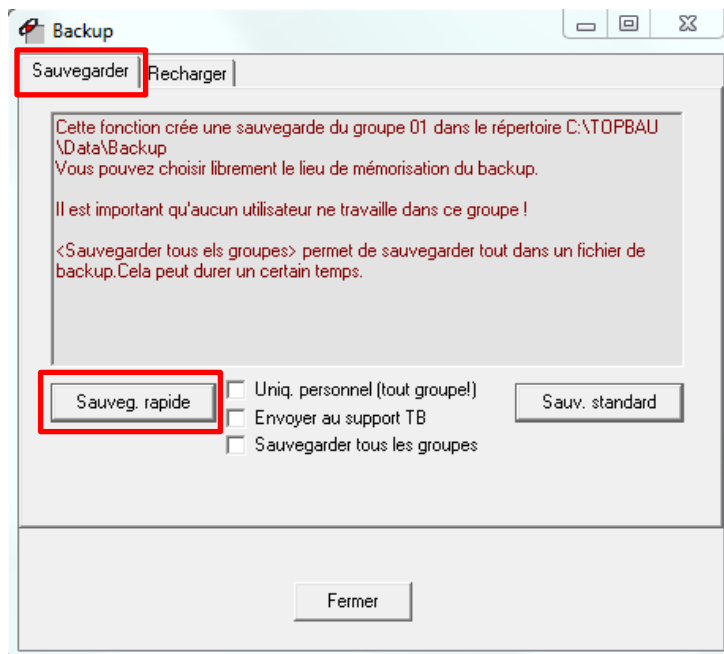 Backup
Sauvegarder Recharger
Cette fonction crée une sauvegarde du groupe 01 dans le répertoire C:\TOPBAU
\Data\Backup
Vous pouvez choisir librement le lieu de mémorisation du backup.
Il est important qu'aucun utilisateur ne travaille dans ce groupe !
<Sauvegarder tous els groupes> permet de sauvegarder tout dans un fichier de
backup.Cela peut durer un certain temps.
Sauveg. rapide
Uniq. personnel (tout groupe!)
Envoyer au support TB
Sauvegarder tous les groupes
Sauv. standard
Fermer